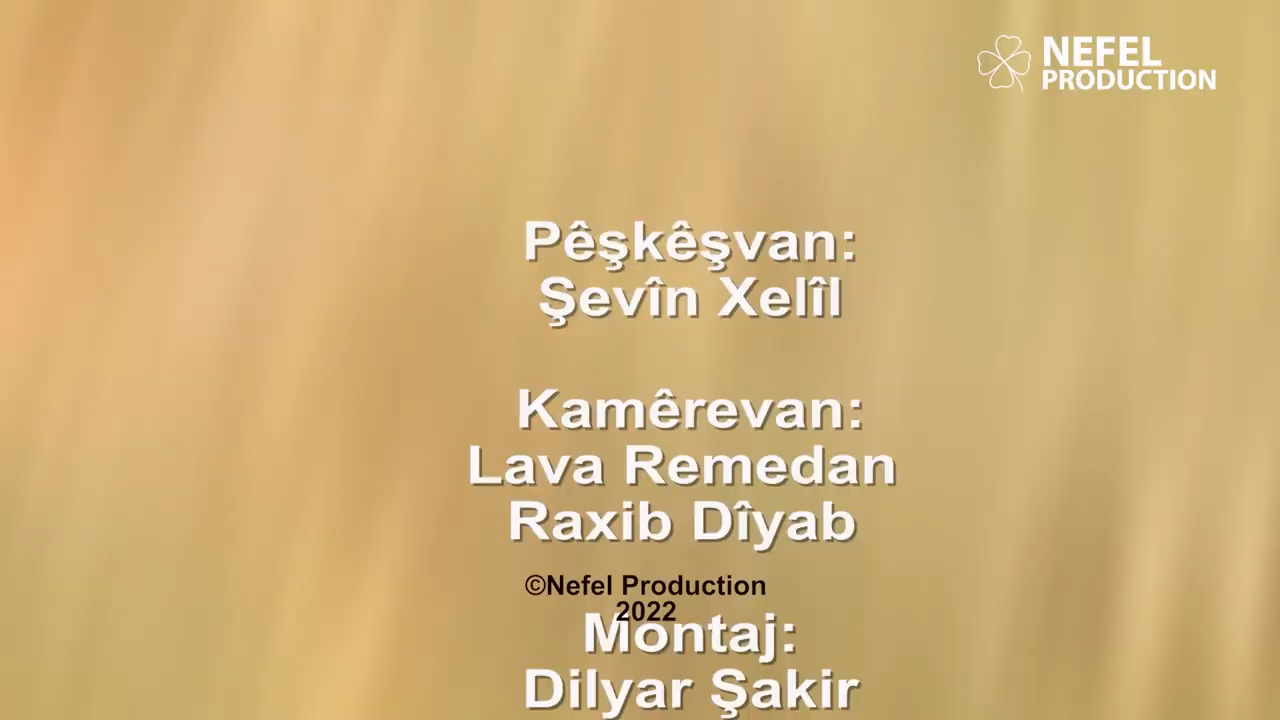 NEFEL
PRODUCTION
Pêşkêşvan:
Şevîn Xelîl
Kamêrevan:
Lava Remedan
Raxib Dîyab
©Nefel Production
2022
Montaj:
Dilyar Şakir